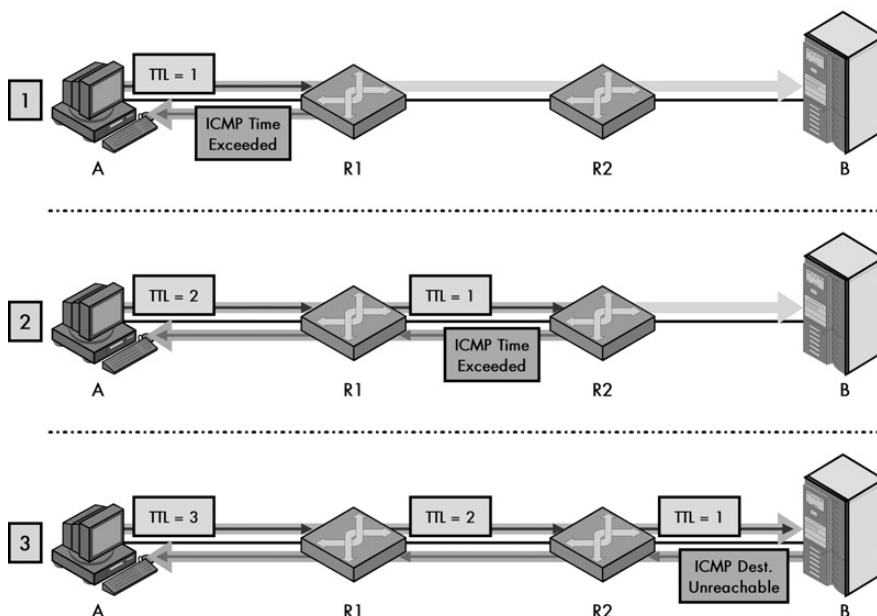 TTL = 1
1
ICMP Time
Exceeded
A
R1
R2
B
TTL = 2
TTL = 1
2
ICMP Time
Exceeded
A
R1
R2
B
TTL = 3
TTL = 2
TTL = 1
3
ICMP Dest.
Unreachable
A
R1
R2
B